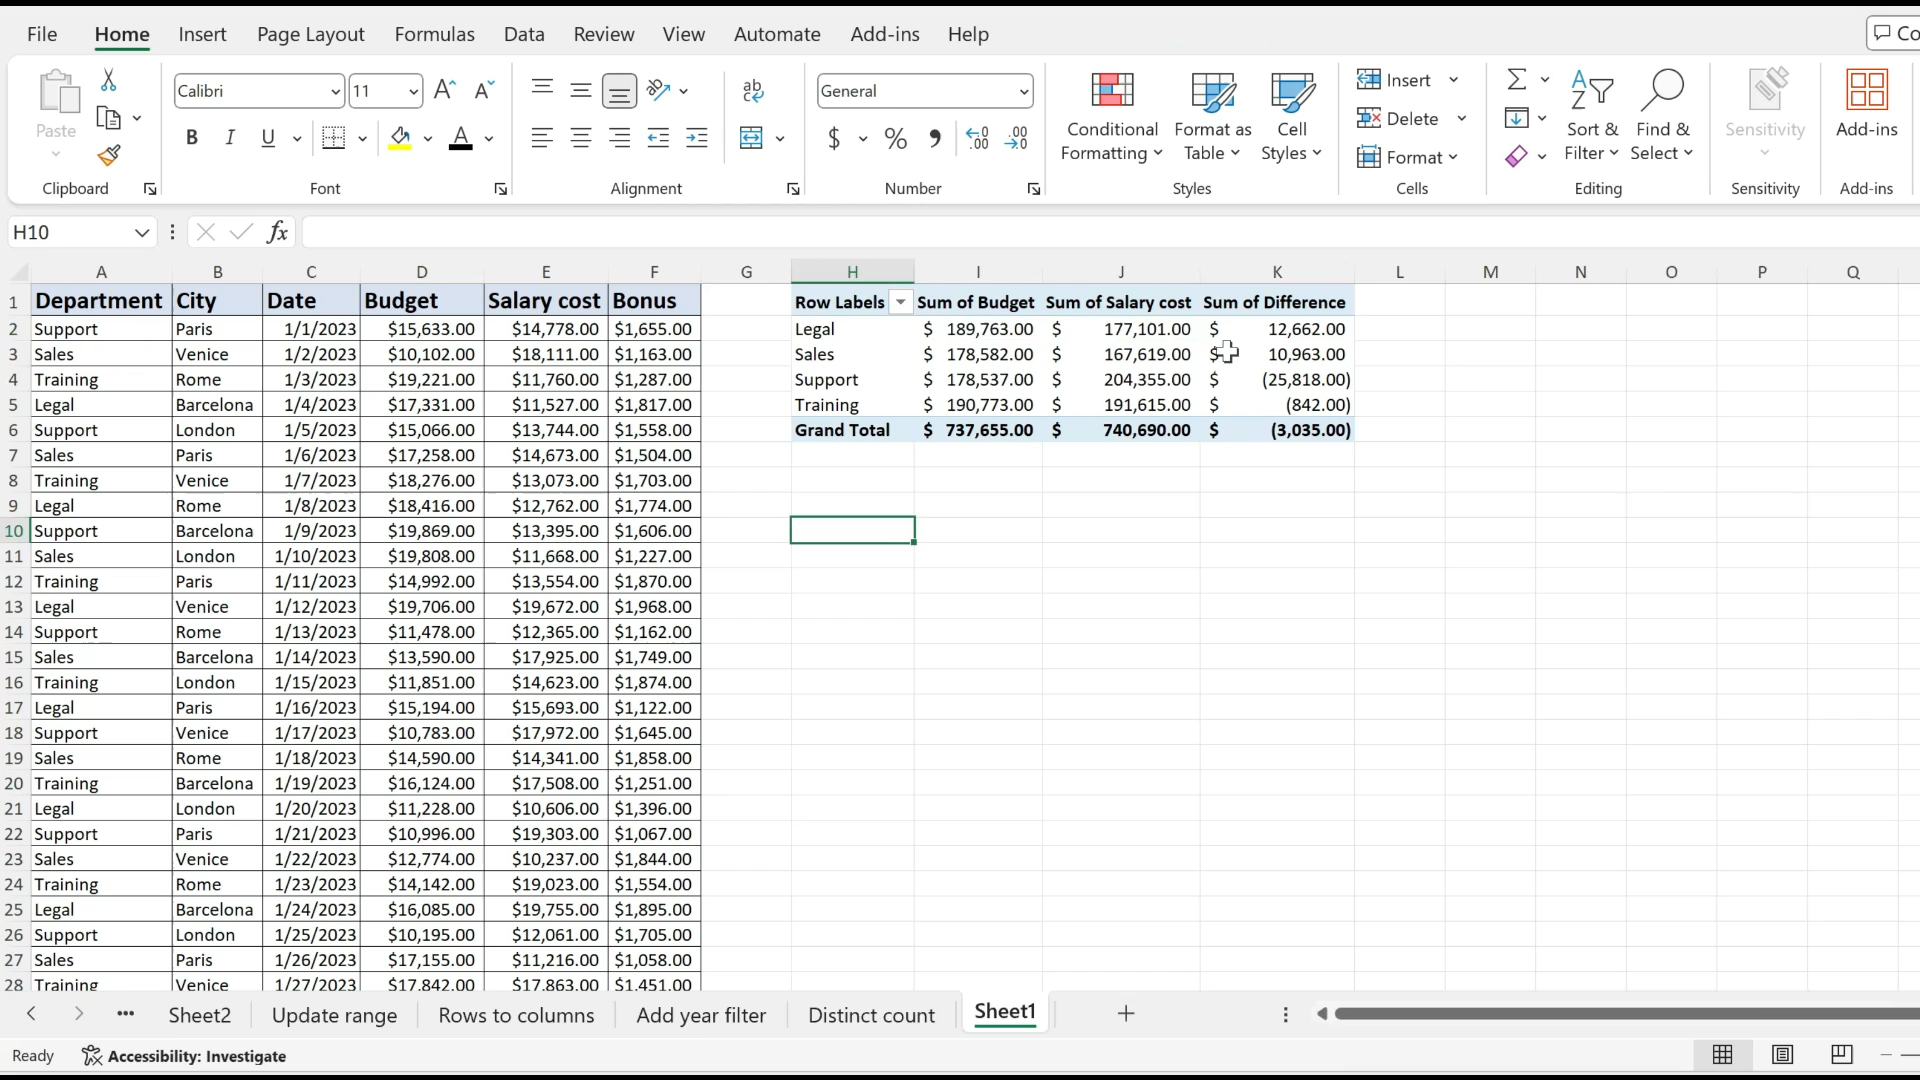 File Home Insert Page Layout Formulas Data Review View Automate Add-ins Help Co
Paste
Clipboard
Calibri 11
B I U A
Font
ab
Alignment
General
$ % 9
Number
Conditional Formatting
Format as Table
Cell Styles
Styles
Insert
Delete
Format
Cells
Sort & Filter
Find & Select
Editing
Sensitivity
Sensitivity
Add-ins
Add-ins
H10 fx
A B C D E F G H I J K L M N O P Q
1 Department City Date Budget Salary cost Bonus Row Labels Sum of Budget Sum of Salary cost Sum of Difference
2 Support Paris 1/1/2023 $15,633.00 $14,778.00 $1,655.00 Legal $ 189,763.00 $ 177,101.00 $ 12,662.00
3 Sales Venice 1/2/2023 $10,102.00 $18,111.00 $1,163.00 Sales $ 178,582.00 $ 167,619.00 $ 10,963.00
4 Training Rome 1/3/2023 $19,221.00 $11,760.00 $1,287.00 Support $ 178,537.00 $ 204,355.00 $ (25,818.00)
5 Legal Barcelona 1/4/2023 $17,331.00 $11,527.00 $1,817.00 Training $ 190,773.00 $ 191,615.00 $ (842.00)
6 Support London 1/5/2023 $15,066.00 $13,744.00 $1,558.00 Grand Total $ 737,655.00 $ 740,690.00 $ (3,035.00)
7 Sales Paris 1/6/2023 $17,258.00 $14,673.00 $1,504.00
8 Training Venice 1/7/2023 $18,276.00 $13,073.00 $1,703.00
9 Legal Rome 1/8/2023 $18,416.00 $12,762.00 $1,774.00
10 Support Barcelona 1/9/2023 $19,869.00 $13,395.00 $1,606.00
11 Sales London 1/10/2023 $19,808.00 $11,668.00 $1,227.00
12 Training Paris 1/11/2023 $14,992.00 $13,554.00 $1,870.00
13 Legal Venice 1/12/2023 $19,706.00 $19,672.00 $1,968.00
14 Support Rome 1/13/2023 $11,478.00 $12,365.00 $1,162.00
15 Sales Barcelona 1/14/2023 $13,590.00 $17,925.00 $1,749.00
16 Training London 1/15/2023 $11,851.00 $14,623.00 $1,874.00
17 Legal Paris 1/16/2023 $15,194.00 $15,693.00 $1,122.00
18 Support Venice 1/17/2023 $10,783.00 $17,972.00 $1,645.00
19 Sales Rome 1/18/2023 $14,590.00 $14,341.00 $1,858.00
20 Training Barcelona 1/19/2023 $16,124.00 $17,508.00 $1,251.00
21 Legal London 1/20/2023 $11,228.00 $10,606.00 $1,396.00
22 Support Paris 1/21/2023 $10,996.00 $19,303.00 $1,067.00
23 Sales Venice 1/22/2023 $12,774.00 $10,237.00 $1,844.00
24 Training Rome 1/23/2023 $14,142.00 $19,023.00 $1,554.00
25 Legal Barcelona 1/24/2023 $16,085.00 $19,755.00 $1,895.00
26 Support London 1/25/2023 $10,195.00 $12,061.00 $1,705.00
27 Sales Paris 1/26/2023 $17,155.00 $11,216.00 $1,058.00
28 Training Venice 1/27/2023 $17,842.00 $17,863.00 $1,451.00
Sheet2 Update range Rows to columns Add year filter Distinct count Sheet1
Ready Accessibility: Investigate